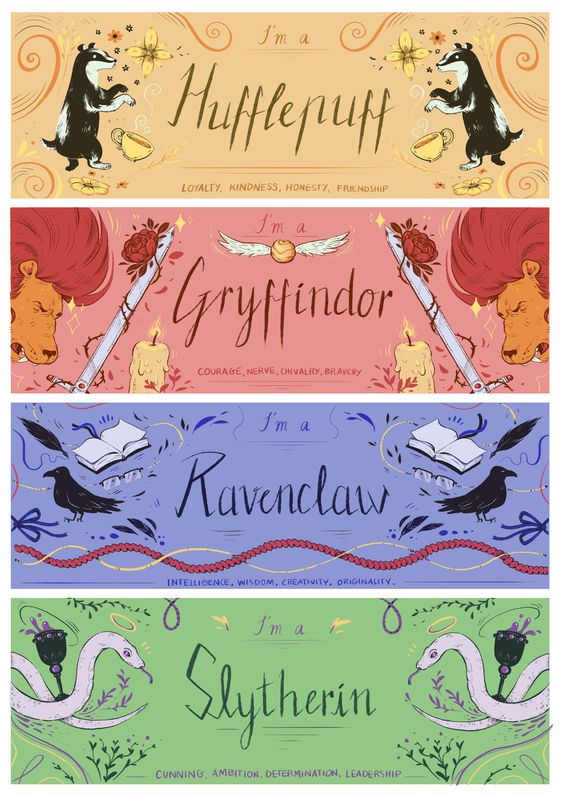 I'm a
Hufflepuff
LOYALTY, KINDNESS, HONESTY, FRIENDSHIP
I'm a
Gryffindor
COURAGE, NERVE, CHIVALRY, BRAVERY
I'm a
Ravenclaw
INTELLIGENCE, WISDOM, CREATIVITY, ORIGINALITY.
I'm a
Slytherin
CUNNING, AMBITION, DETERMINATION, LEADERSHIP